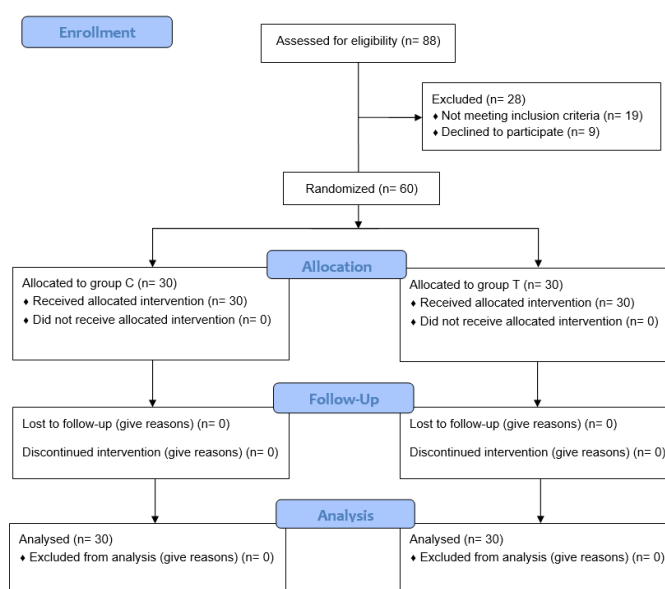 Enrollment
Assessed for eligibility (n= 88)
Excluded (n= 28)
♦ Not meeting inclusion criteria (n= 19)
♦ Declined to participate (n= 9)
Randomized (n= 60)
Allocation
Allocated to group C (n= 30)
♦ Received allocated intervention (n= 30)
♦ Did not receive allocated intervention (n= 0)
Allocated to group T (n= 30)
♦ Received allocated intervention (n= 30)
♦ Did not receive allocated intervention (n= 0)
Follow-Up
Lost to follow-up (give reasons) (n= 0)
Discontinued intervention (give reasons) (n= 0)
Lost to follow-up (give reasons) (n= 0)
Discontinued intervention (give reasons) (n= 0)
Analysis
Analysed (n= 30)
♦ Excluded from analysis (give reasons) (n= 0)
Analysed (n= 30)
♦ Excluded from analysis (give reasons) (n= 0)